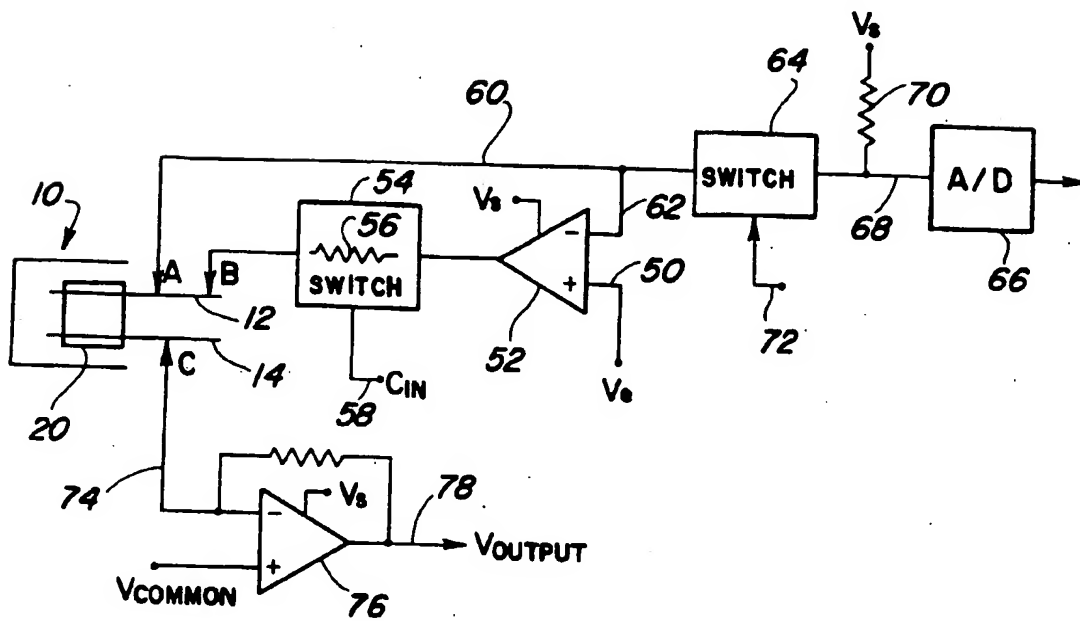 Vs
64
70
60
SWITCH
A/D
54
Vs
10
56
62
68
A
B
SWITCH
−
+
50
66
12
52
72
C
14
CIN
Ve
20
58
Vs
74
−
78
VOUTPUT
+
VCOMMON
76